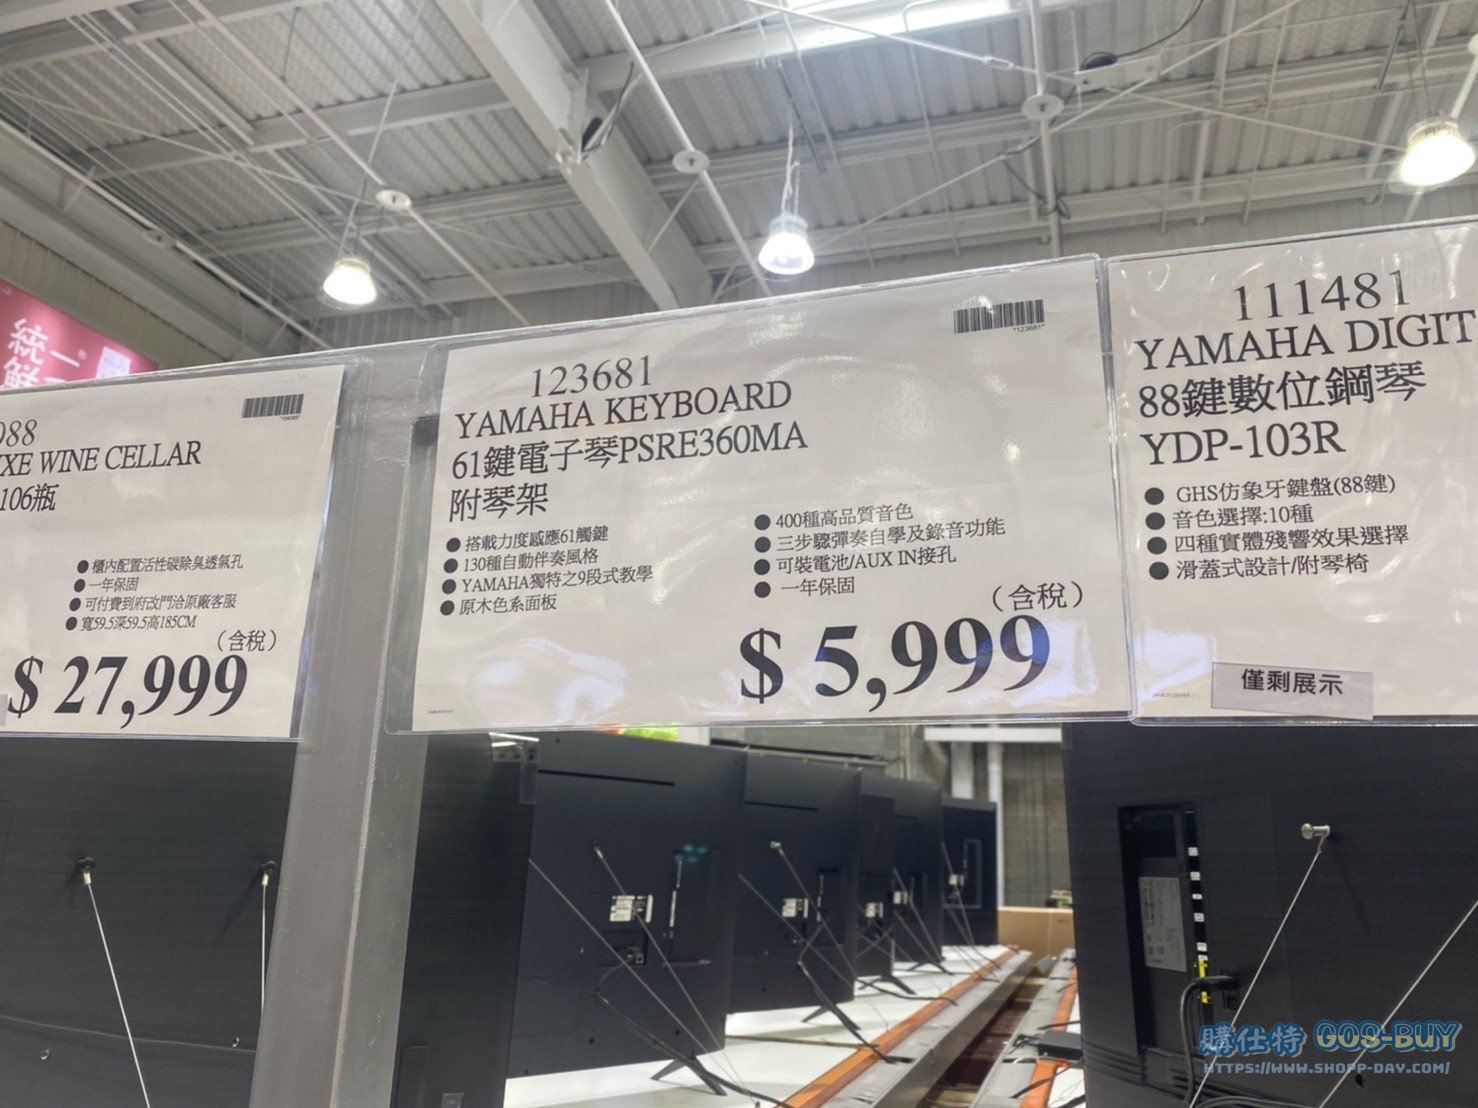 統一®
鮮
088
XE WINE CELLAR
106瓶
●櫃內配置活性碳除臭透氣孔
●一年保固
●可付費到府改門洽原廠客服
●寬59.5深59.5高185CM
(含稅)
$ 27,999
*123681*
123681
YAMAHA KEYBOARD
61鍵電子琴PSRE360MA
附琴架
●搭載力度感應61觸鍵
●130種自動伴奏風格
●YAMAHA獨特之9段式教學
●原木色系面板
●400種高品質音色
●三步驟彈奏自學及錄音功能
●可裝電池/AUX IN接孔
●一年保固
(含稅)
$ 5,999
111481
YAMAHA DIGIT
88鍵數位鋼琴
YDP-103R
●GHS仿象牙鍵盤(88鍵)
●音色選擇:10種
●四種實體殘響效果選擇
●滑蓋式設計/附琴椅
僅剩展示
購仕特 GOS-BUY
HTTPS://WWW.SHOPP-DAY.COM/